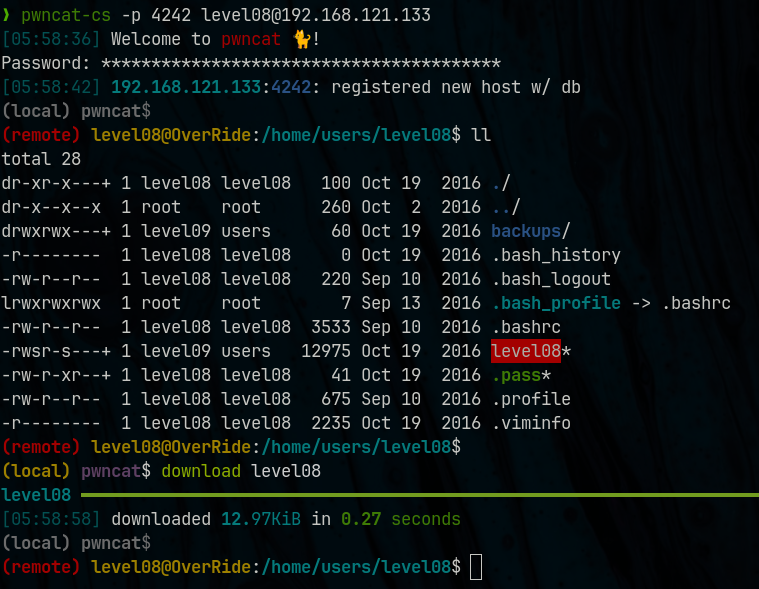 ❯ pwncat-cs -p 4242 level08@192.168.121.133
[05:58:36] Welcome to pwncat 🐈!
Password: ****************************************
[05:58:42] 192.168.121.133:4242: registered new host w/ db
(local) pwncat$
(remote) level08@OverRide:/home/users/level08$ ll
total 28
dr-xr-x---+ 1 level08 level08   100 Oct 19  2016 ./
dr-x--x--x  1 root    root      260 Oct  2  2016 ../
drwxrwx---+ 1 level09 users      60 Oct 19  2016 backups/
-r--------  1 level08 level08     0 Oct 19  2016 .bash_history
-rw-r--r--  1 level08 level08   220 Sep 10  2016 .bash_logout
lrwxrwxrwx  1 root    root        7 Sep 13  2016 .bash_profile -> .bashrc
-rw-r--r--  1 level08 level08  3533 Sep 10  2016 .bashrc
-rwsr-s---+ 1 level09 users   12975 Oct 19  2016 level08*
-rw-r-xr--+ 1 level08 level08    41 Oct 19  2016 .pass*
-rw-r--r--  1 level08 level08   675 Sep 10  2016 .profile
-r--------  1 level08 level08  2235 Oct 19  2016 .viminfo
(remote) level08@OverRide:/home/users/level08$
(local) pwncat$ download level08
level08
[05:58:58] downloaded 12.97KiB in 0.27 seconds
(local) pwncat$
(remote) level08@OverRide:/home/users/level08$